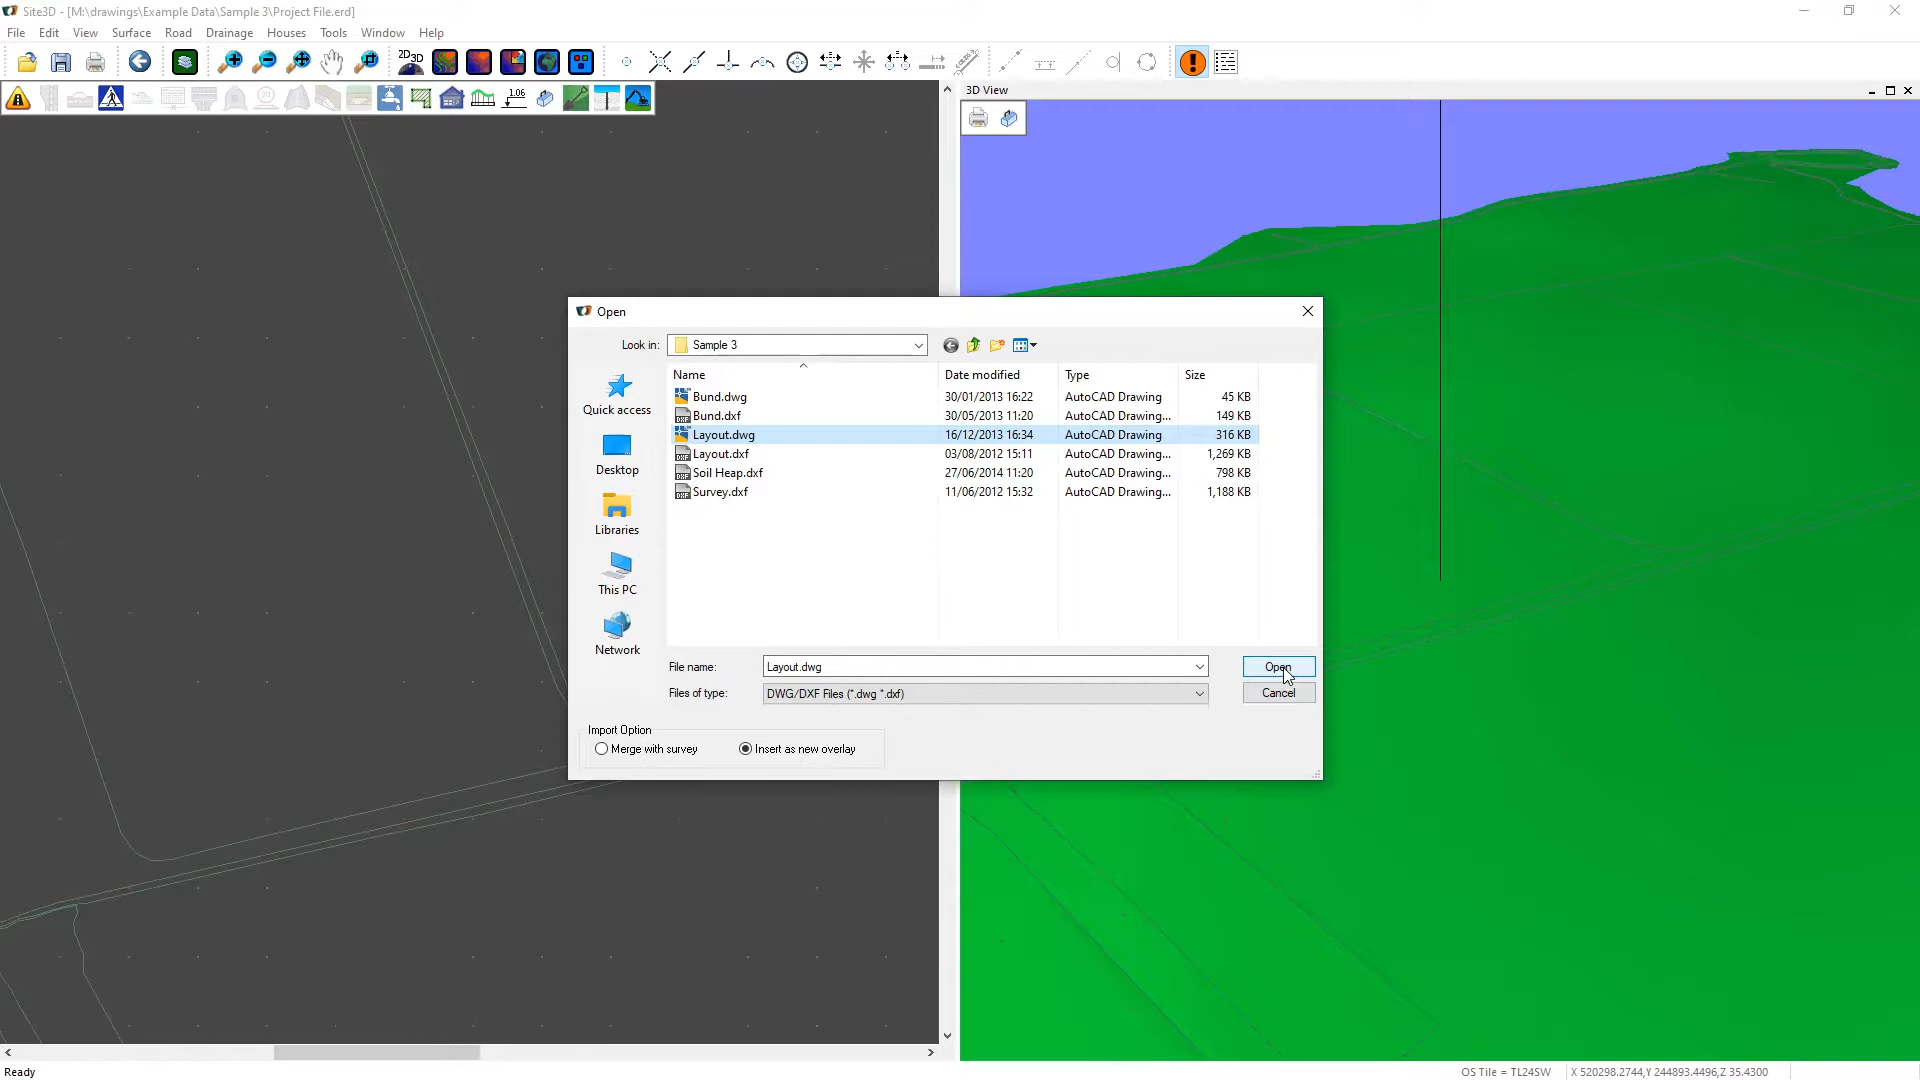 Site3D - [M:\drawings\Example Data\Sample 3\Project File.erd]
File Edit View Surface Road Drainage Houses Tools Window Help
2D3D
1.06
3D View
Open
Look in: Sample 3
Name Date modified Type Size
Bund.dwg 30/01/2013 16:22 AutoCAD Drawing 45 KB
Bund.dxf 30/05/2013 11:20 AutoCAD Drawing... 149 KB
Layout.dwg 16/12/2013 16:34 AutoCAD Drawing 316 KB
Layout.dxf 03/08/2012 15:11 AutoCAD Drawing... 1,269 KB
Soil Heap.dxf 27/06/2014 11:20 AutoCAD Drawing... 798 KB
Survey.dxf 11/06/2012 15:32 AutoCAD Drawing... 1,188 KB
Quick access
Desktop
Libraries
This PC
Network
File name: Layout.dwg Open
Files of type: DWG/DXF Files (*.dwg *.dxf) Cancel
Import Option
Merge with survey Insert as new overlay
Ready OS Tile = TL24SW X 520298.2744,Y 244893.4496,Z 35.4300